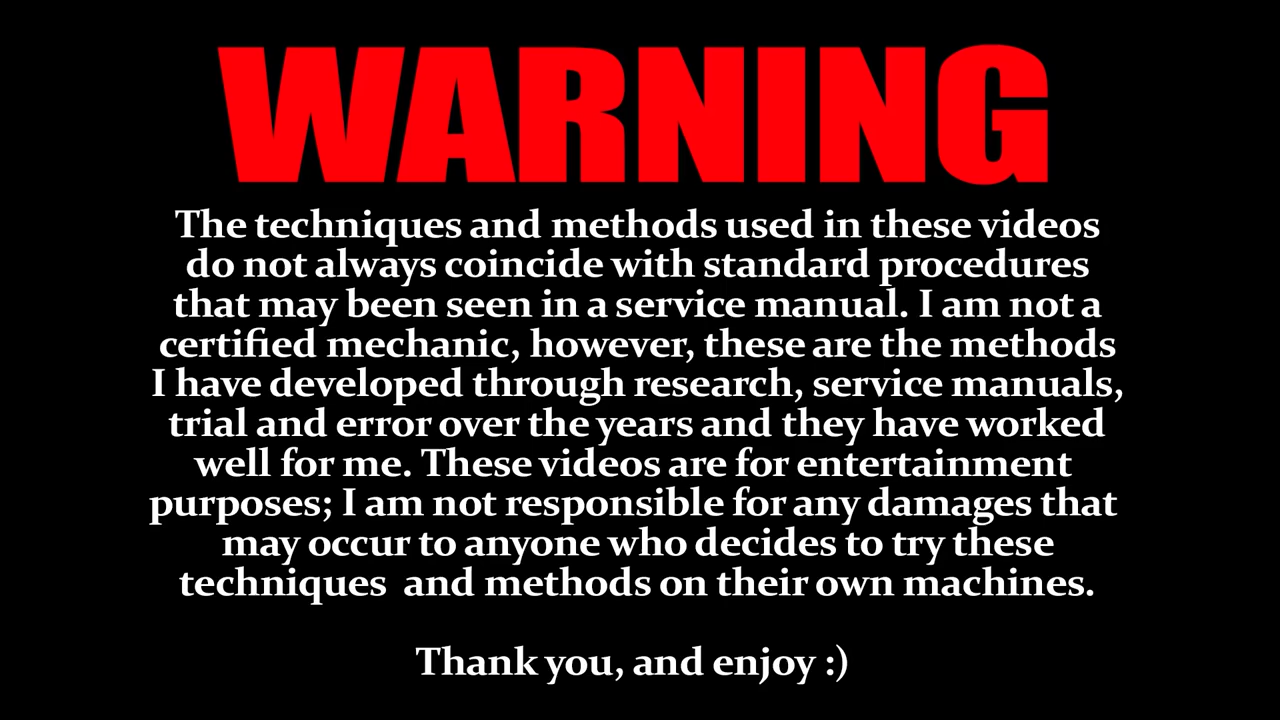 WARNING
The techniques and methods used in these videos
do not always coincide with standard procedures
that may been seen in a service manual. I am not a
certified mechanic, however, these are the methods
I have developed through research, service manuals,
trial and error over the years and they have worked
well for me. These videos are for entertainment
purposes; I am not responsible for any damages that
may occur to anyone who decides to try these
techniques  and methods on their own machines.
Thank you, and enjoy :)